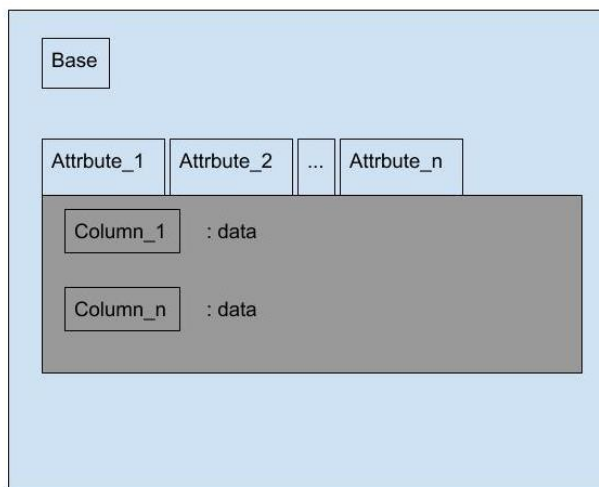 Base
Attrbute_1 Attrbute_2 ... Attrbute_n
Column_1 : data
Column_n : data